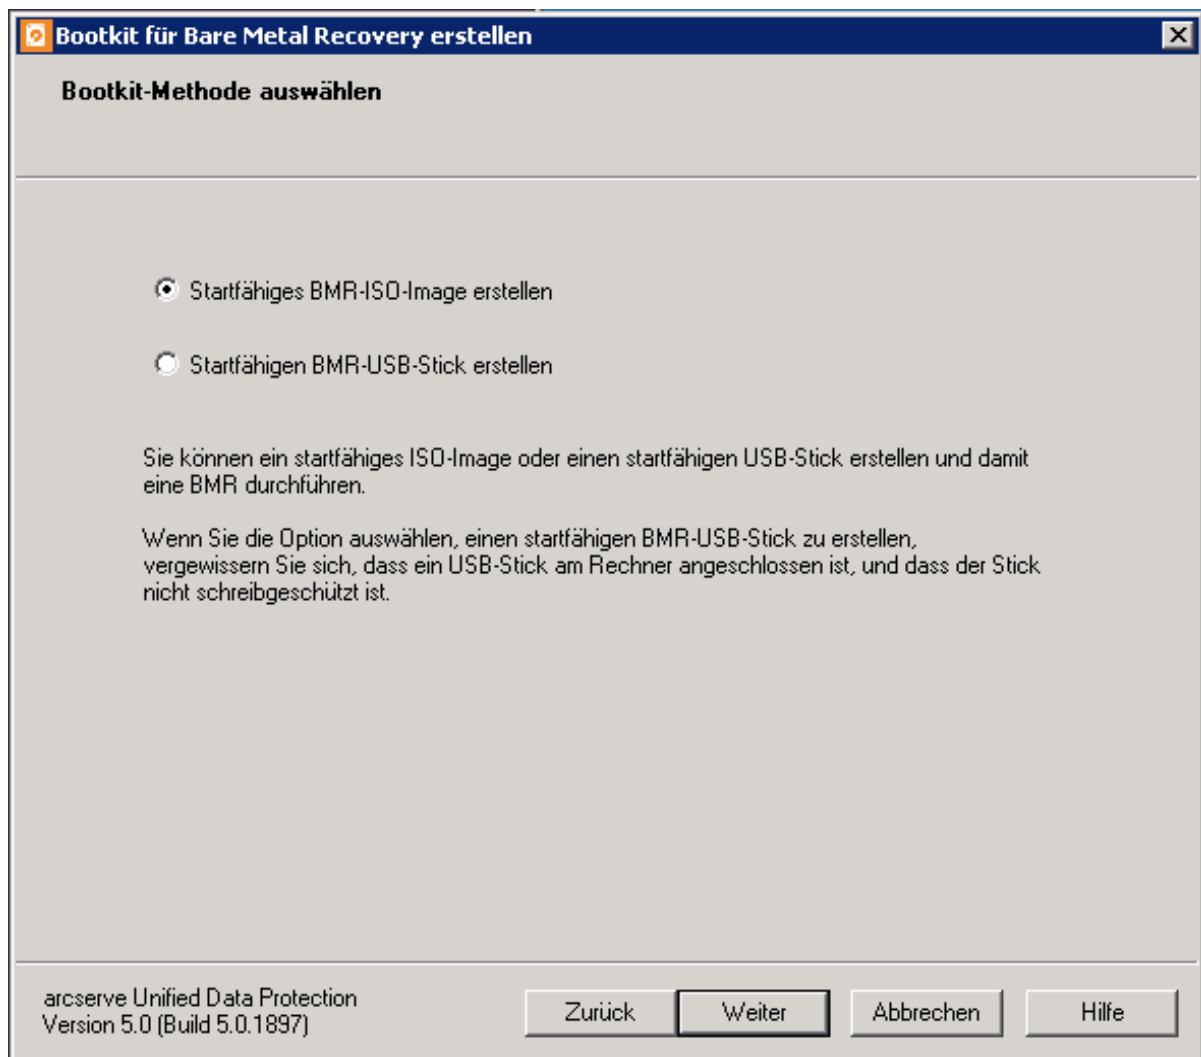 Bootkit für Bare Metal Recovery erstellen
Bootkit-Methode auswählen
Startfähiges BMR-ISO-Image erstellen
Startfähigen BMR-USB-Stick erstellen
Sie können ein startfähiges ISO-Image oder einen startfähigen USB-Stick erstellen und damit
eine BMR durchführen.
Wenn Sie die Option auswählen, einen startfähigen BMR-USB-Stick zu erstellen,
vergewissern Sie sich, dass ein USB-Stick am Rechner angeschlossen ist, und dass der Stick
nicht schreibgeschützt ist.
arcserve Unified Data Protection
Version 5.0 (Build 5.0.1897)
Zurück Weiter Abbrechen Hilfe